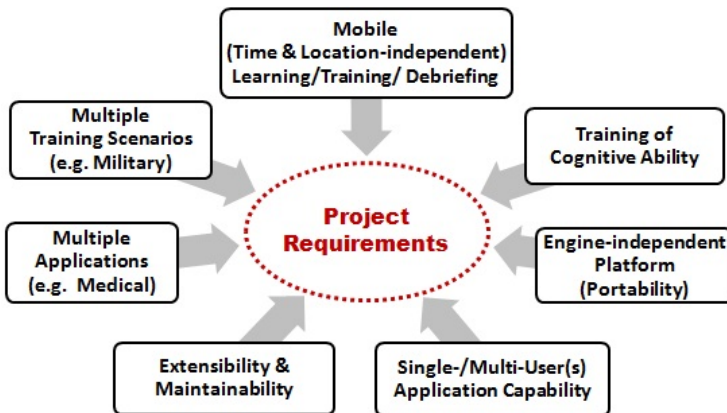 Mobile
(Time & Location-independent)
Learning/Training/ Debriefing
Multiple
Training Scenarios
(e.g. Military)
Training of
Cognitive Ability
Project
Requirements
Multiple
Applications
(e.g. Medical)
Engine-independent
Platform
(Portability)
Extensibility &
Maintainability
Single-/Multi-User(s)
Application Capability